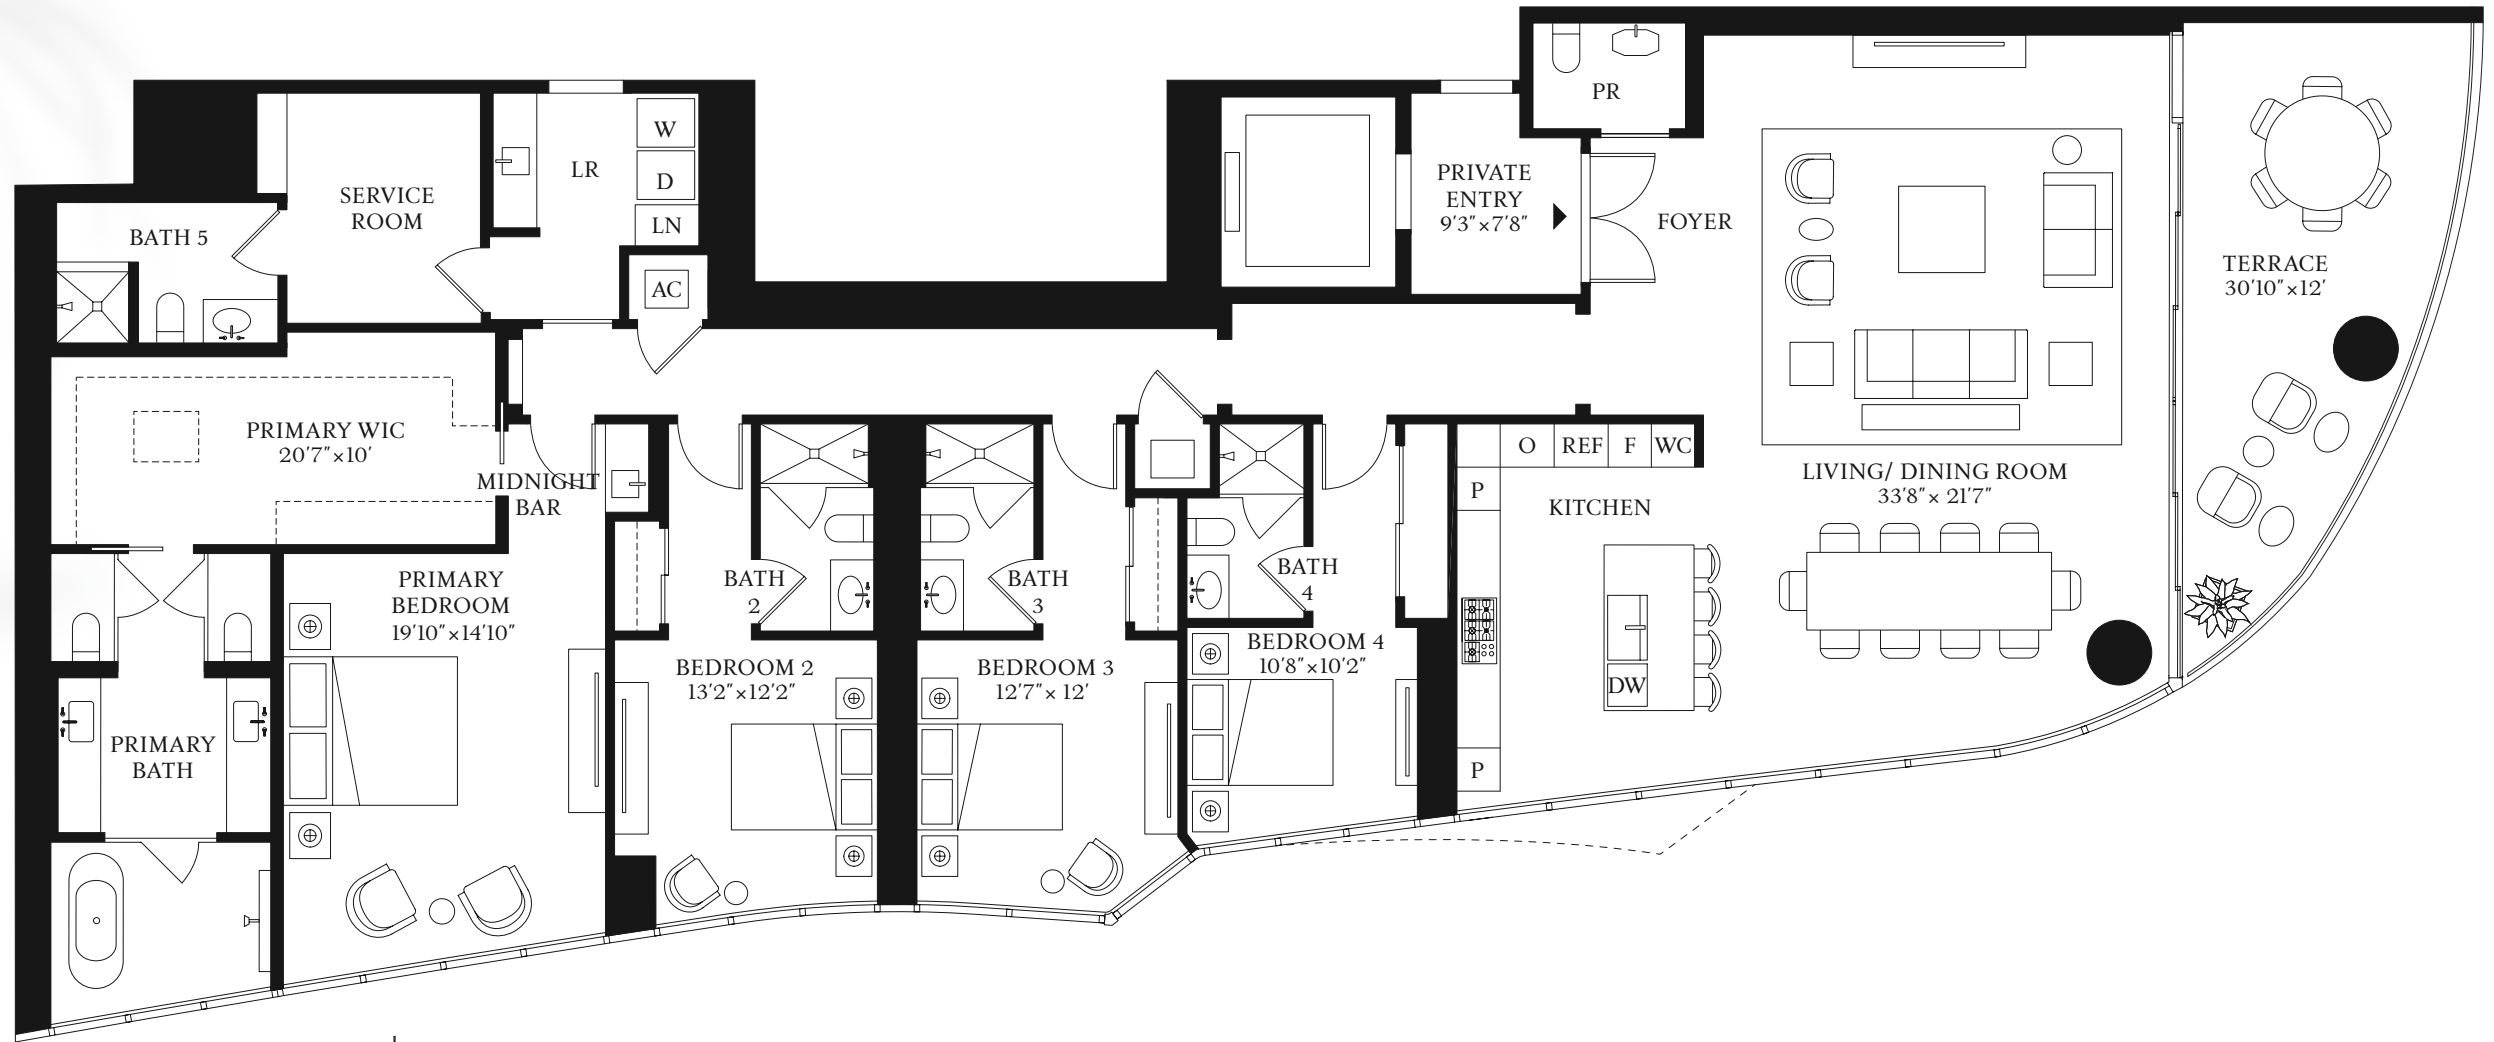 PR
W
D
LN
LR
AC
SERVICE
ROOM
BATH 5
PRIVATE
ENTRY
9'3"×7'8"
FOYER
TERRACE
30'10"×12'
PRIMARY WIC
20'7"×10'
MIDNIGHT
BAR
O
REF
F
WC
P
KITCHEN
LIVING/ DINING ROOM
33'8"× 21'7"
PRIMARY
BEDROOM
19'10"×14'10"
BATH
2
BATH
3
BATH
4
BEDROOM 2
13'2"×12'2"
BEDROOM 3
12'7"× 12'
BEDROOM 4
10'8"×10'2"
DW
P
PRIMARY
BATH